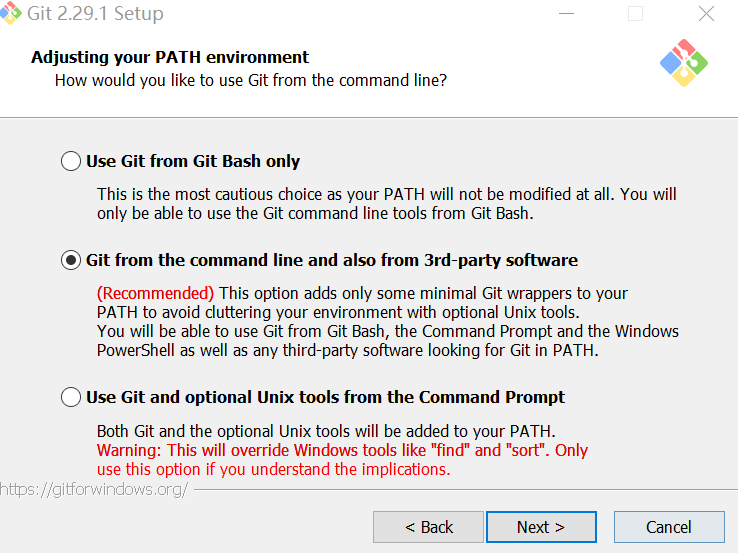 Git 2.29.1 Setup
Adjusting your PATH environment
How would you like to use Git from the command line?
Use Git from Git Bash only
This is the most cautious choice as your PATH will not be modified at all. You will
only be able to use the Git command line tools from Git Bash.
Git from the command line and also from 3rd-party software
(Recommended) This option adds only some minimal Git wrappers to your
PATH to avoid cluttering your environment with optional Unix tools.
You will be able to use Git from Git Bash, the Command Prompt and the Windows
PowerShell as well as any third-party software looking for Git in PATH.
Use Git and optional Unix tools from the Command Prompt
Both Git and the optional Unix tools will be added to your PATH.
Warning: This will override Windows tools like "find" and "sort". Only
use this option if you understand the implications.
https://gitforwindows.org/
< Back Next > Cancel